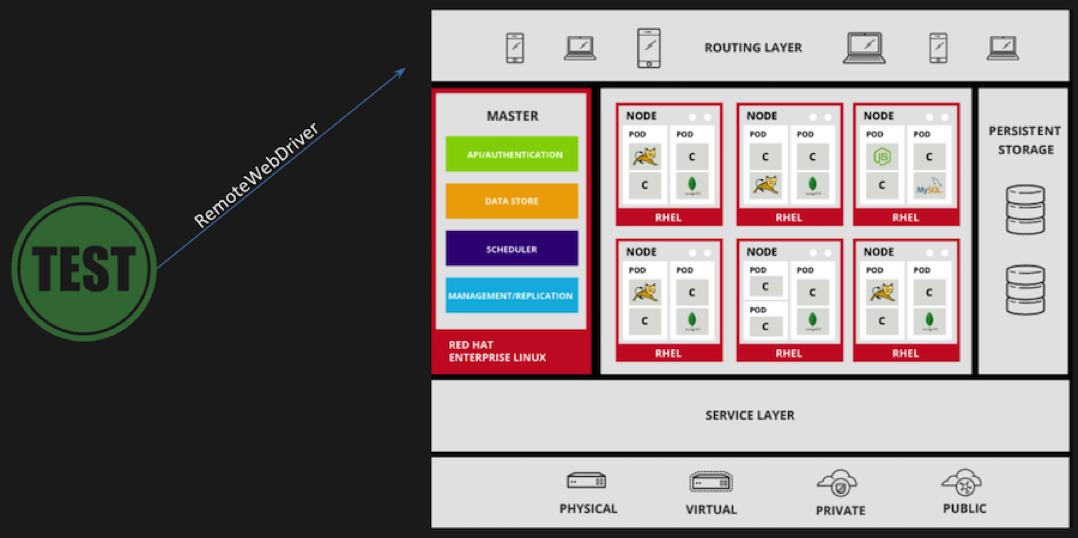 TEST
RemoteWebDriver
ROUTING LAYER
MASTER
API/AUTHENTICATION
DATA STORE
SCHEDULER
MANAGEMENT/REPLICATION
RED HAT
ENTERPRISE LINUX
NODE
POD POD
C
C
RHEL
NODE
POD POD
C C
RHEL
NODE
POD POD
JS C
C MySQL
RHEL
NODE
POD POD
C
C
RHEL
NODE
POD POD
C C
POD
C
RHEL
NODE
POD POD
C
C
RHEL
PERSISTENT
STORAGE
SERVICE LAYER
PHYSICAL VIRTUAL PRIVATE PUBLIC